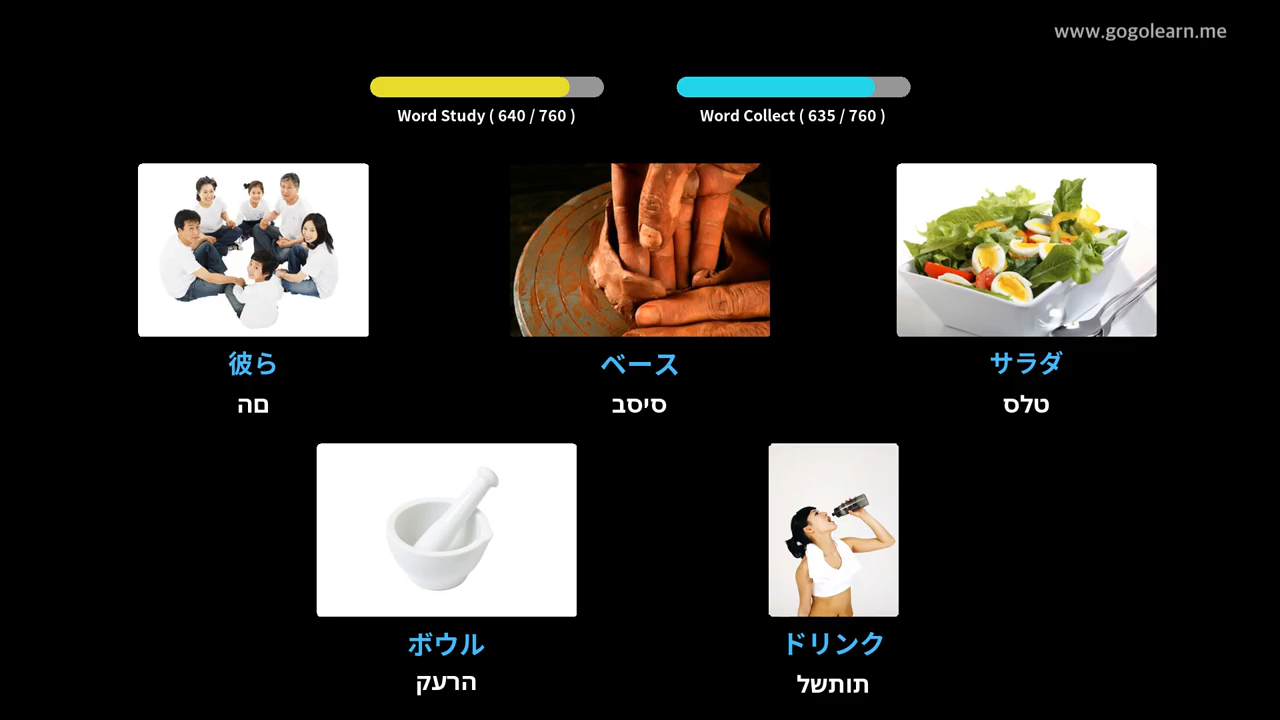 www.gogolearn.me
Word Study ( 640 / 760 )
Word Collect ( 635 / 760 )
彼ら
םה
ベース
סיסב
サラダ
טלס
ボウル
הרעק
ドリンク
תותשל